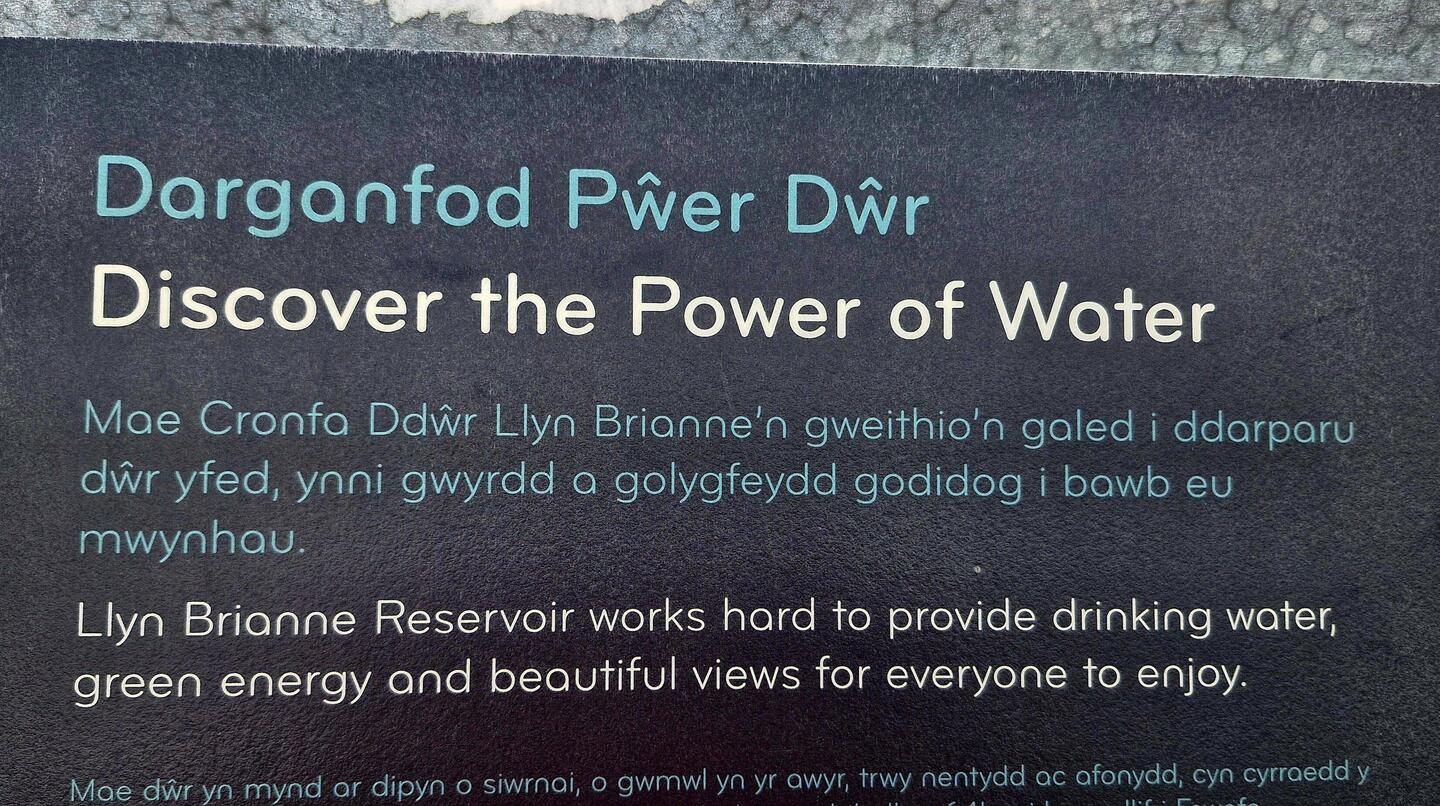 Darganfod Pŵer Dŵr
Discover the Power of Water
Mae Cronfa Ddŵr Llyn Brianne'n gweithio'n galed i ddarparu
dŵr yfed, ynni gwyrdd a golygfeydd godidog i bawb eu
mwynhau.
Llyn Brianne Reservoir works hard to provide drinking water,
green energy and beautiful views for everyone to enjoy.
Mae dŵr yn mynd ar dipyn o siwrnai, o gwmwl yn yr awyr, trwy nentydd ac afonydd, cyn cyrraedd y